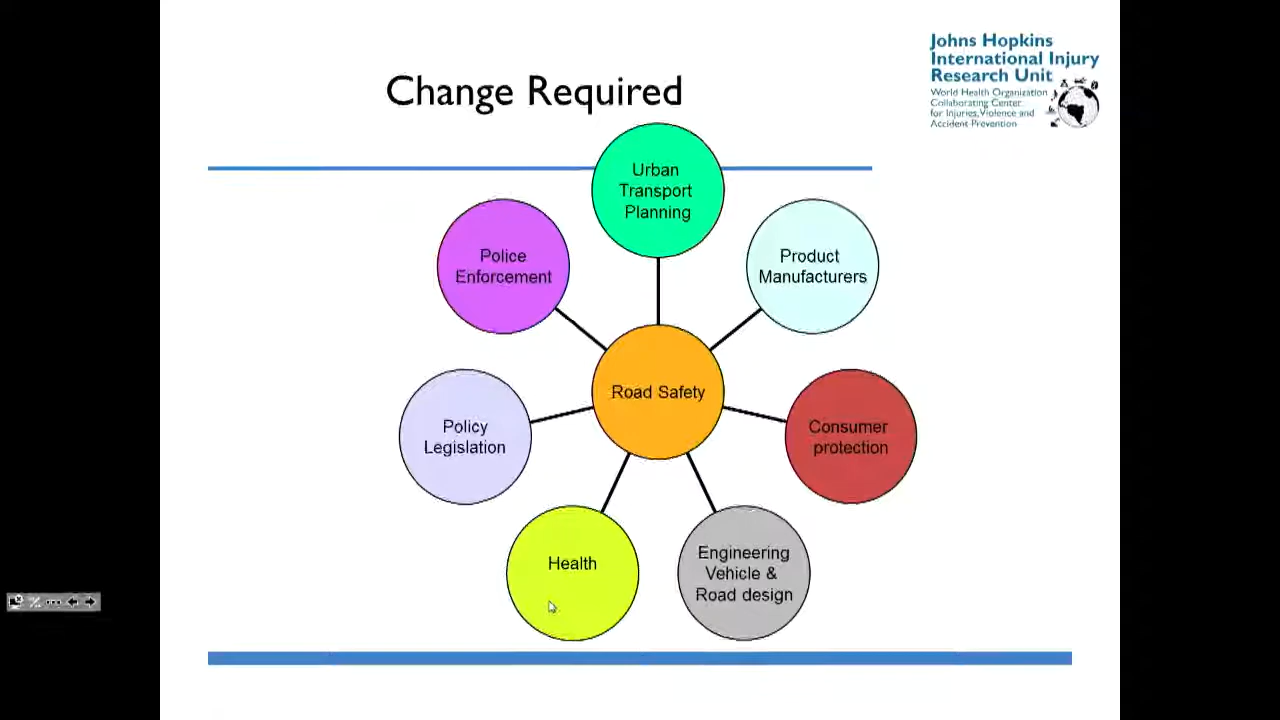 Johns Hopkins
International Injury
Research Unit
World Health Organization
Collaborating Center
for Injuries, Violence and
Accident Prevention
Change Required
Urban
Transport
Planning
Police
Enforcement
Product
Manufacturers
Road Safety
Policy
Legislation
Consumer
protection
Health
Engineering
Vehicle &
Road design